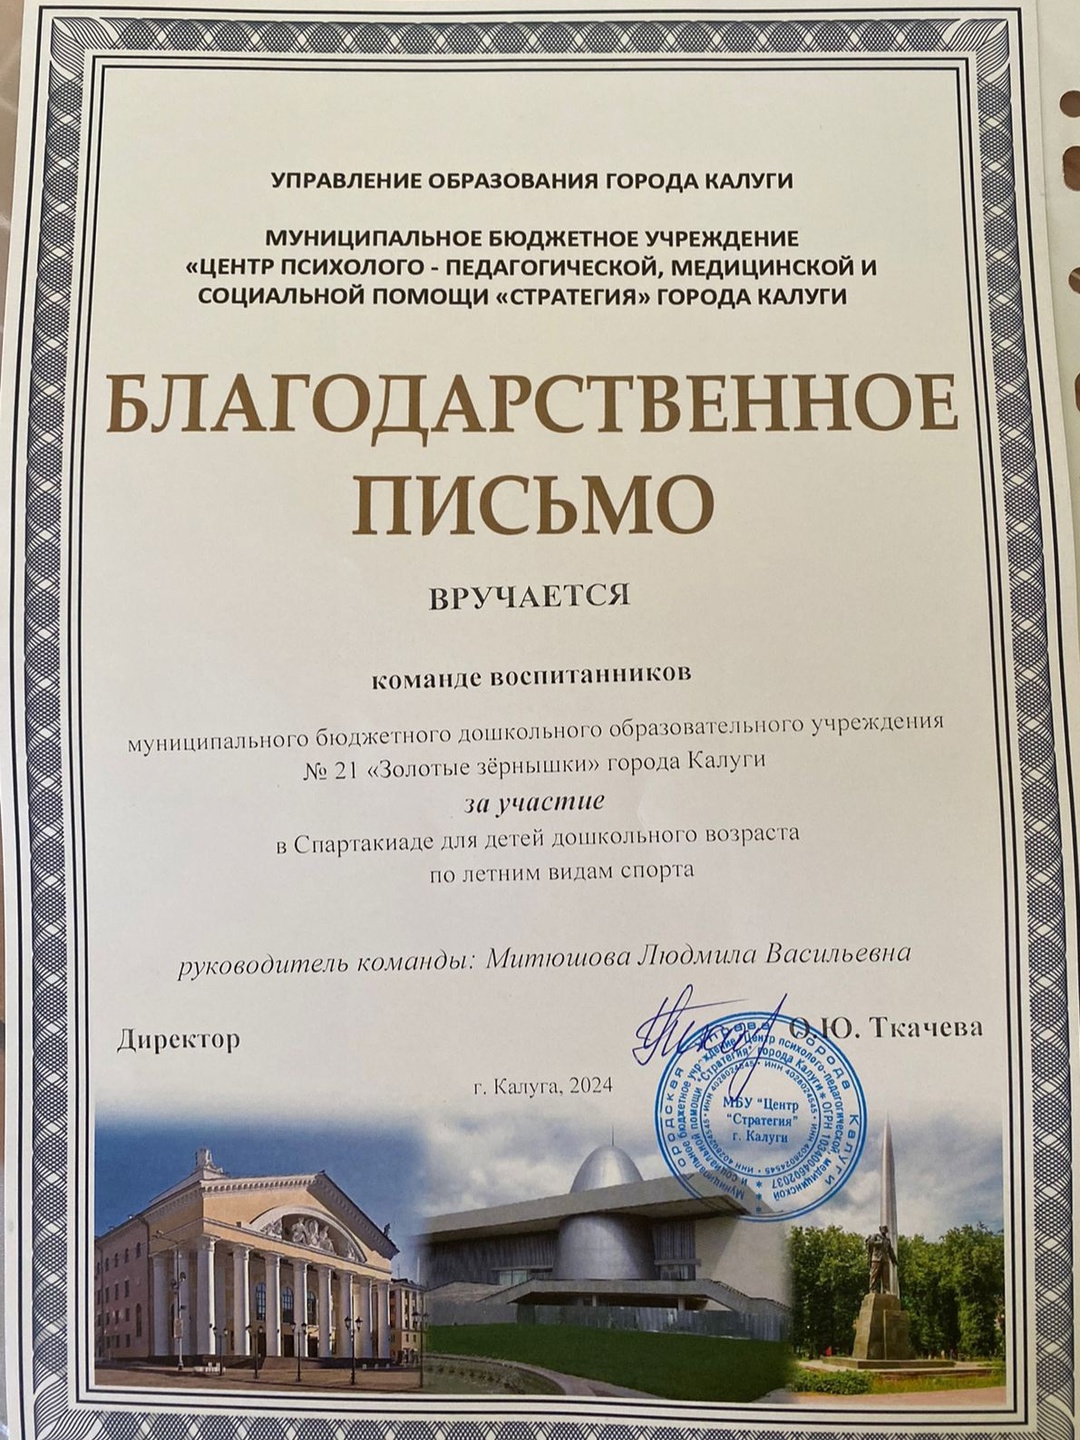 УПРАВЛЕНИЕ ОБРАЗОВАНИЯ ГОРОДА КАЛУГИ
МУНИЦИПАЛЬНОЕ БЮДЖЕТНОЕ УЧРЕЖДЕНИЕ
«ЦЕНТР ПСИХОЛОГО - ПЕДАГОГИЧЕСКОЙ, МЕДИЦИНСКОЙ И
СОЦИАЛЬНОЙ ПОМОЩИ «СТРАТЕГИЯ» ГОРОДА КАЛУГИ
БЛАГОДАРСТВЕННОЕ
ПИСЬМО
ВРУЧАЕТСЯ
команде воспитанников
муниципального бюджетного дошкольного образовательного учреждения
№ 21 «Золотые зёрнышки» города Калуги
за участие
в Спартакиаде для детей дошкольного возраста
по летним видам спорта
руководитель команды: Митюшова Людмила Васильевна
Директор О.Ю. Ткачева
г. Калуга, 2024
МБУ "Центр
"Стратегия"
г. Калуги